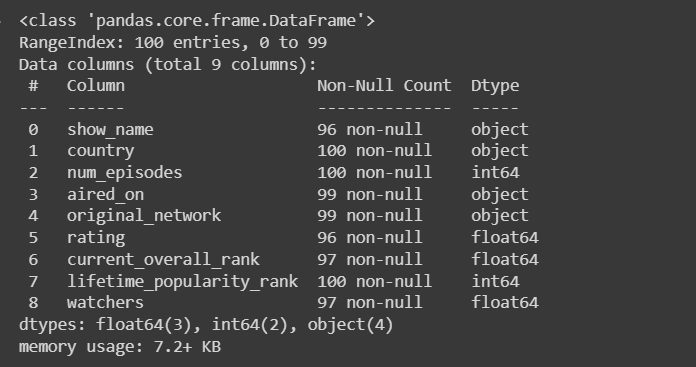 <class 'pandas.core.frame.DataFrame'>
RangeIndex: 100 entries, 0 to 99
Data columns (total 9 columns):
 #   Column                   Non-Null Count  Dtype
---  ------                   --------------  -----
 0   show_name                96 non-null     object
 1   country                  100 non-null    object
 2   num_episodes             100 non-null    int64
 3   aired_on                 99 non-null     object
 4   original_network         99 non-null     object
 5   rating                   96 non-null     float64
 6   current_overall_rank     97 non-null     float64
 7   lifetime_popularity_rank  100 non-null    int64
 8   watchers                 97 non-null     float64
dtypes: float64(3), int64(2), object(4)
memory usage: 7.2+ KB